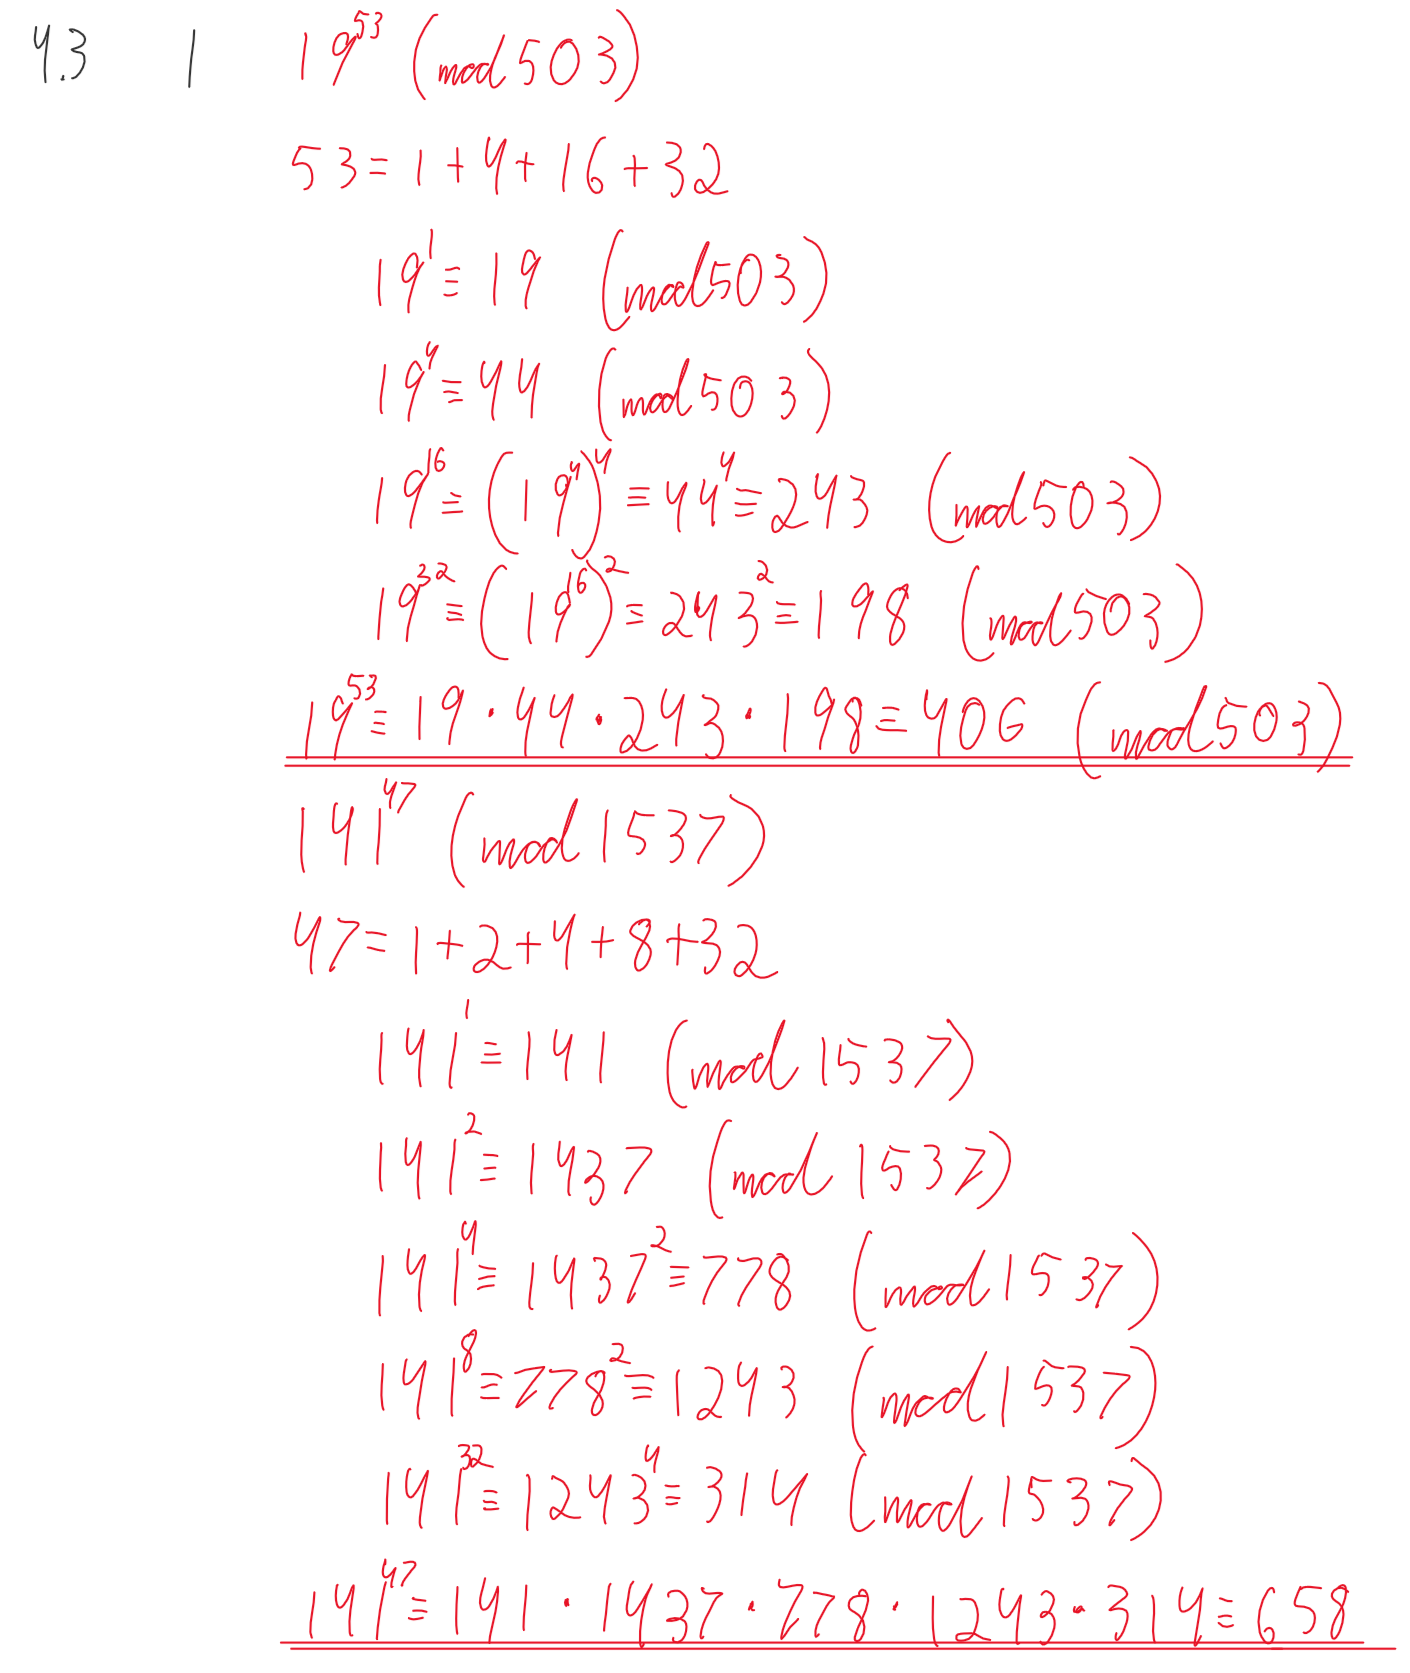 4.3 1 19^53 (mod 503)
53 = 1 + 4 + 16 + 32
19^1 ≡ 19 (mod 503)
19^4 ≡ 44 (mod 503)
19^16 ≡ (19^4)^4 ≡ 44^4 ≡ 243 (mod 503)
19^32 ≡ (19^16)^2 ≡ 243^2 ≡ 198 (mod 503)
19^53 ≡ 19 · 44 · 243 · 198 ≡ 406 (mod 503)
141^47 (mod 1537)
47 = 1 + 2 + 4 + 8 + 32
141^1 ≡ 141 (mod 1537)
141^2 ≡ 1437 (mod 1537)
141^4 ≡ 1437^2 ≡ 778 (mod 1537)
141^8 ≡ 778^2 ≡ 1243 (mod 1537)
141^32 ≡ 1243^4 ≡ 314 (mod 1537)
141^47 ≡ 141 · 1437 · 778 · 1243 · 314 ≡ 658